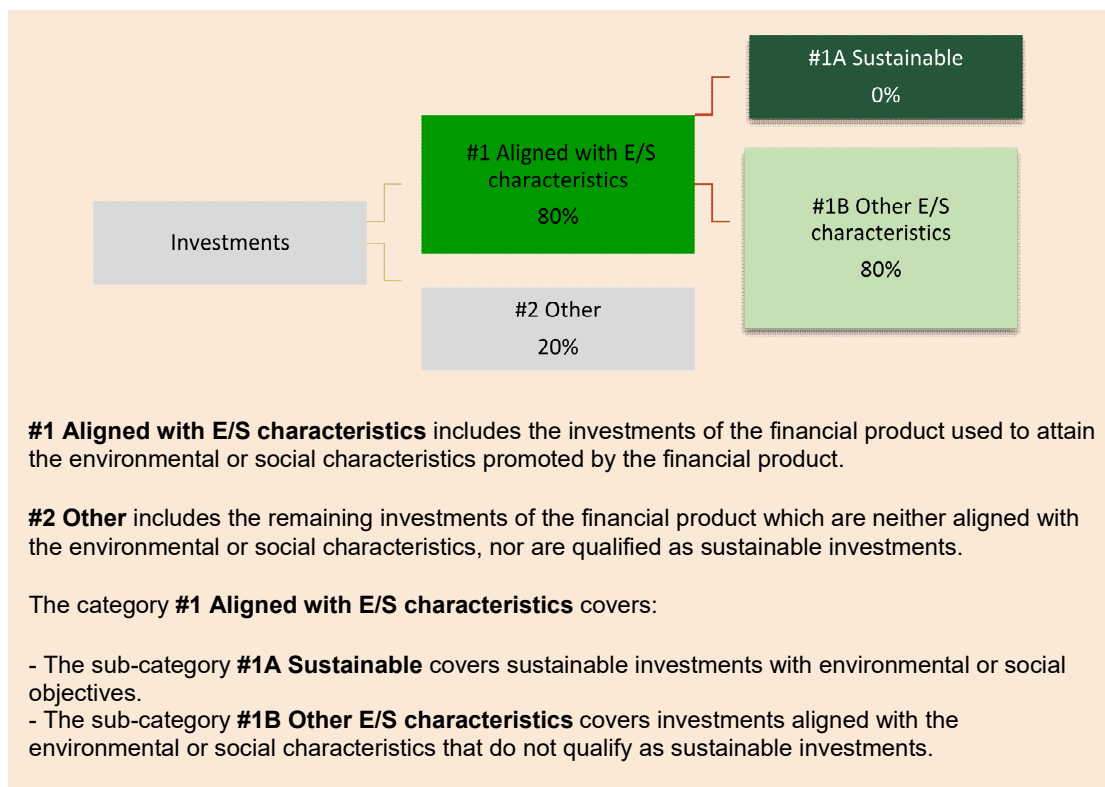 #1A Sustainable
0%
#1 Aligned with E/S
characteristics
80%
#1B Other E/S
characteristics
80%
Investments
#2 Other
20%
#1 Aligned with E/S characteristics includes the investments of the financial product used to attain
the environmental or social characteristics promoted by the financial product.
#2 Other includes the remaining investments of the financial product which are neither aligned with
the environmental or social characteristics, nor are qualified as sustainable investments.
The category #1 Aligned with E/S characteristics covers:
- The sub-category #1A Sustainable covers sustainable investments with environmental or social
objectives.
- The sub-category #1B Other E/S characteristics covers investments aligned with the
environmental or social characteristics that do not qualify as sustainable investments.